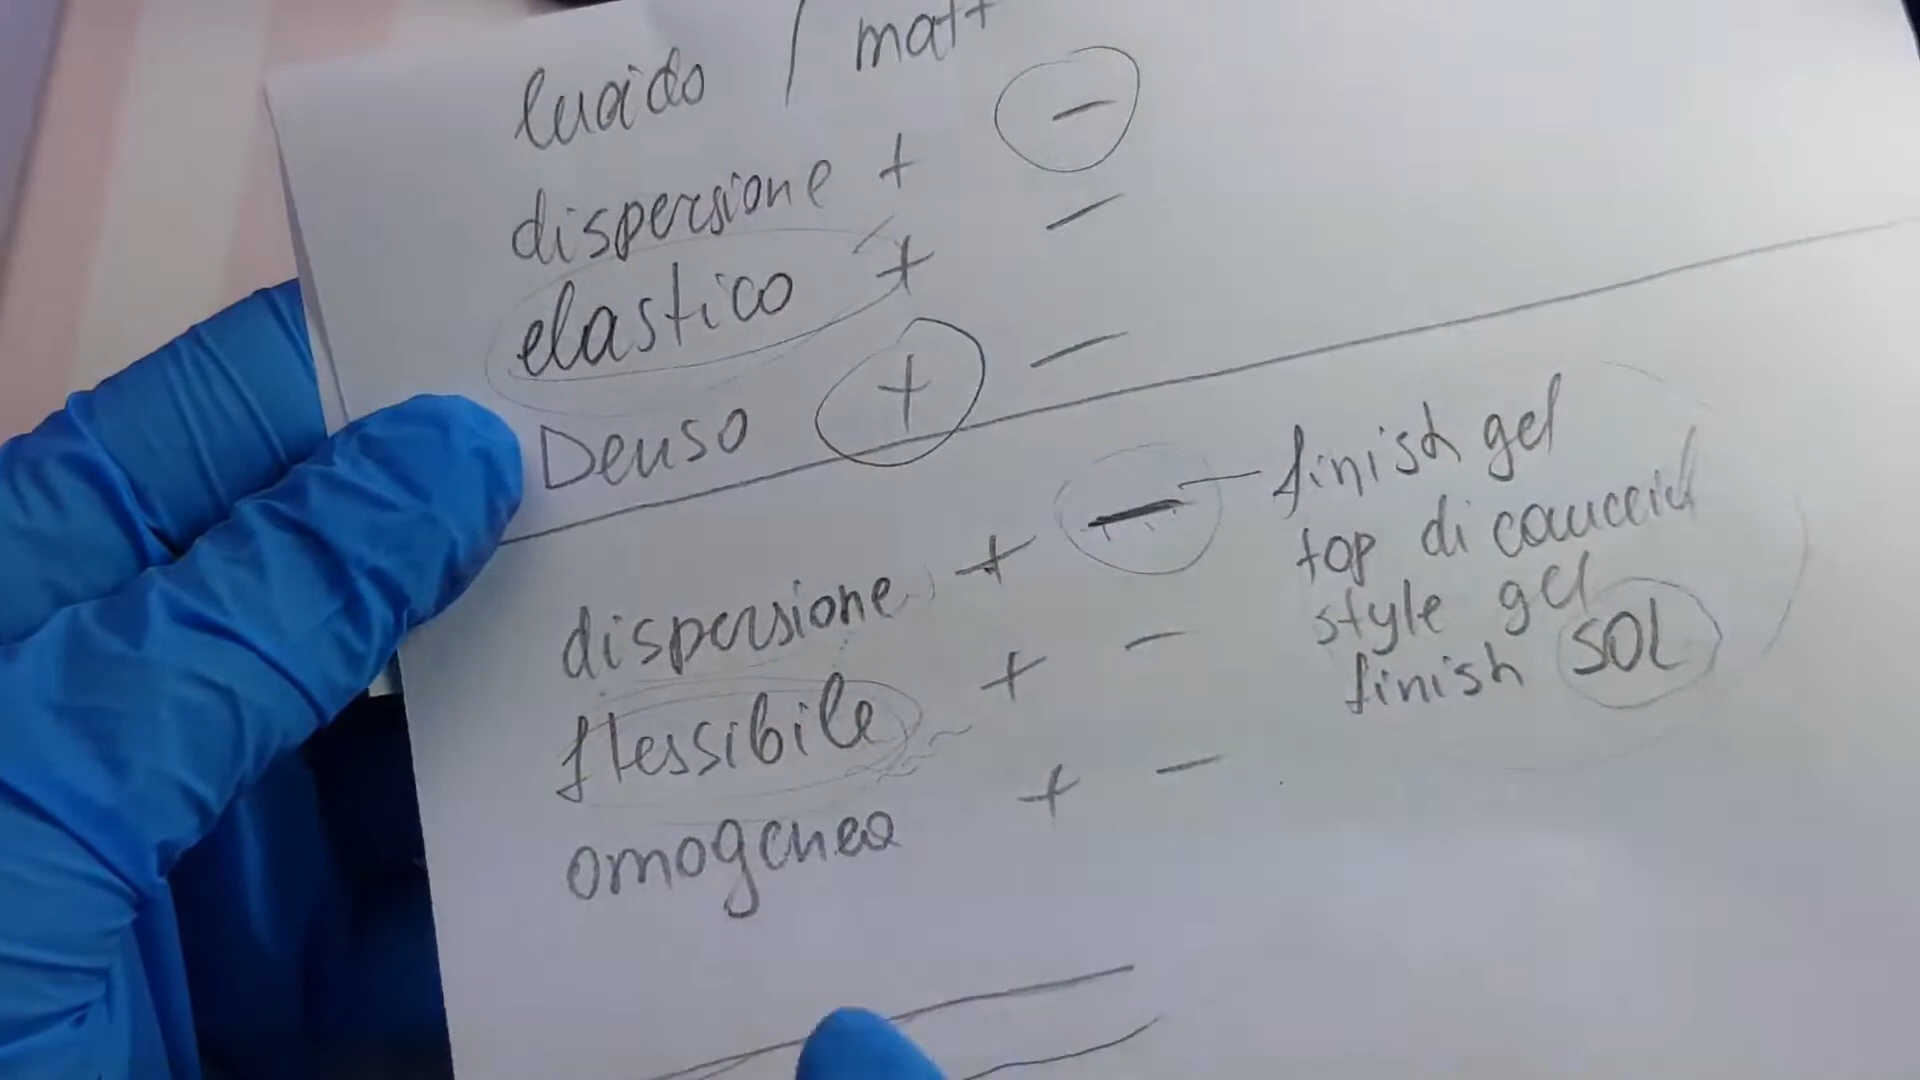 lucido / matt
dispersione + -
elastico + -
Denso + -
dispersione + - finish gel
top di caucciù
style gel
finish SOL
flessibile + -
omogenea + -